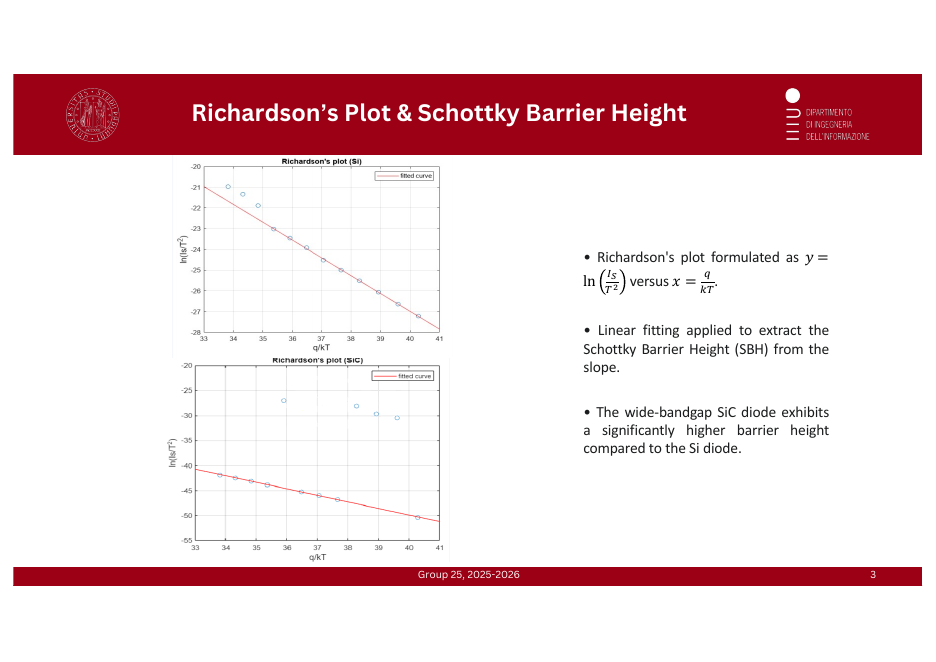 Richardson's Plot & Schottky Barrier Height
DIPARTIMENTO
DI INGEGNERIA
DELL'INFORMAZIONE
Richardson's plot (Si)
fitted curve
ln(Is/T²)
-20
-21
-22
-23
-24
-25
-26
-27
-28
33 34 35 36 37 38 39 40 41
q/kT
Richardson's plot (SiC)
fitted curve
ln(Is/T²)
-20
-25
-30
-35
-40
-45
-50
-55
33 34 35 36 37 38 39 40 41
q/kT
• Richardson's plot formulated as y =
ln (I_S/T²) versus x = q/kT.
• Linear fitting applied to extract the
Schottky Barrier Height (SBH) from the
slope.
• The wide-bandgap SiC diode exhibits
a significantly higher barrier height
compared to the Si diode.
Group 25, 2025-2026
3